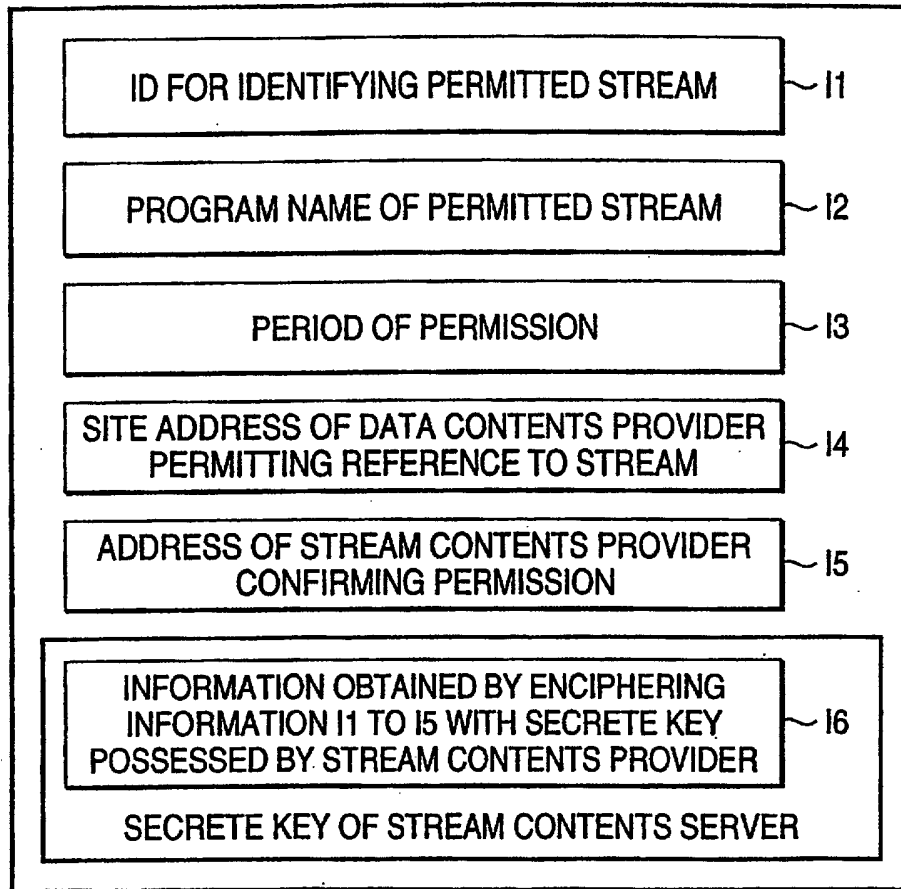 ID FOR IDENTIFYING PERMITTED STREAM ~ I1
PROGRAM NAME OF PERMITTED STREAM ~ I2
PERIOD OF PERMISSION ~ I3
SITE ADDRESS OF DATA CONTENTS PROVIDER
PERMITTING REFERENCE TO STREAM ~ I4
ADDRESS OF STREAM CONTENTS PROVIDER
CONFIRMING PERMISSION ~ I5
INFORMATION OBTAINED BY ENCIPHERING
INFORMATION I1 TO I5 WITH SECRETE KEY ~ I6
POSSESSED BY STREAM CONTENTS PROVIDER
SECRETE KEY OF STREAM CONTENTS SERVER